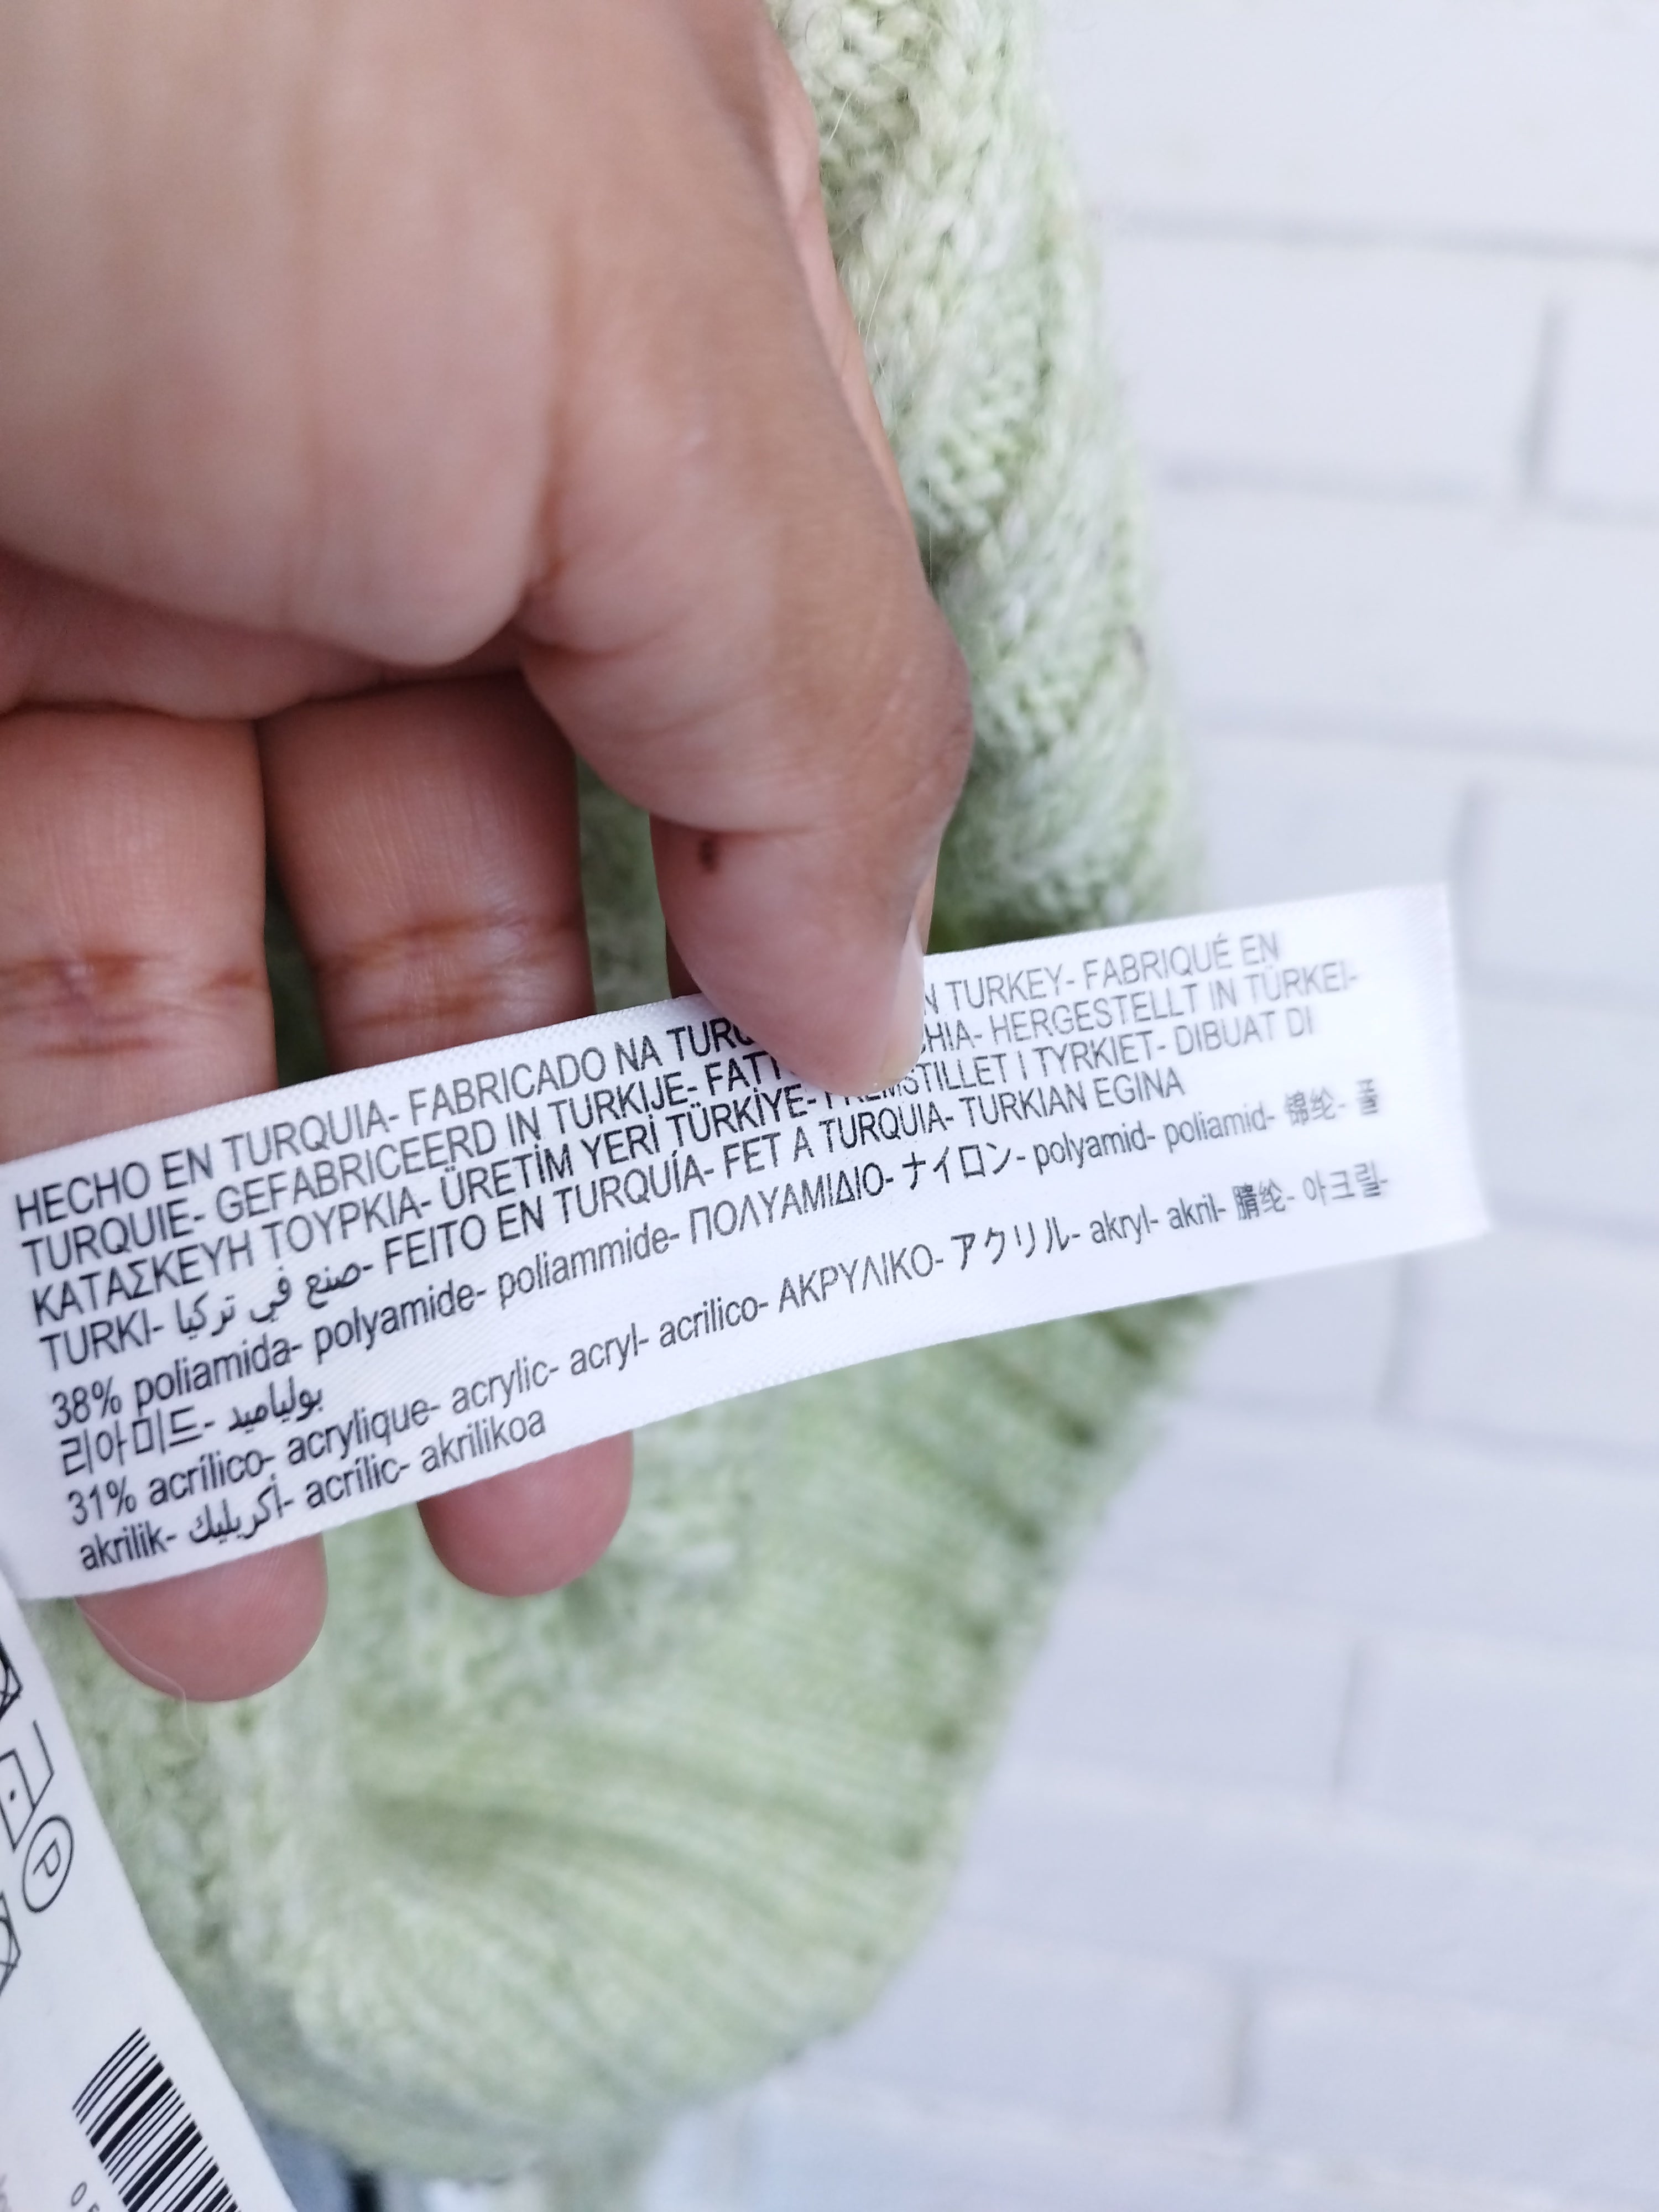 HECHO EN TURQUIA- FABRICADO NA TURKEY- FABRIQUÉ EN
TURQUIE- GEFABRICEERD IN TURKIJE- HERGESTELLT IN TÜRKEI-
ΚΑΤΑΣΚΕΥΗ ΤΟΥΡΚΙΑ- ÜRETİM YERİ TÜRKİYE- I TYRKIET- DIBUAT DI
TURKI- صنع في تركيا- FEITO EN TURQUÍA- FET A TURQUIA- TURKIAN EGINA
38% poliamida- polyamide- poliammide- ΠΟΛΥΑΜΙΔΙΟ- ナイロン- polyamid- poliamid- 锦纶- 폴
리아미드- بولياميد
31% acrílico- acrylique- acrylic- acryl- acrilico- ΑΚΡΥΛΙΚΟ- アクリル- akryl- akril- 腈纶- 아크릴-
akrilik- أكريليك- acrílic- akrilikoa
P